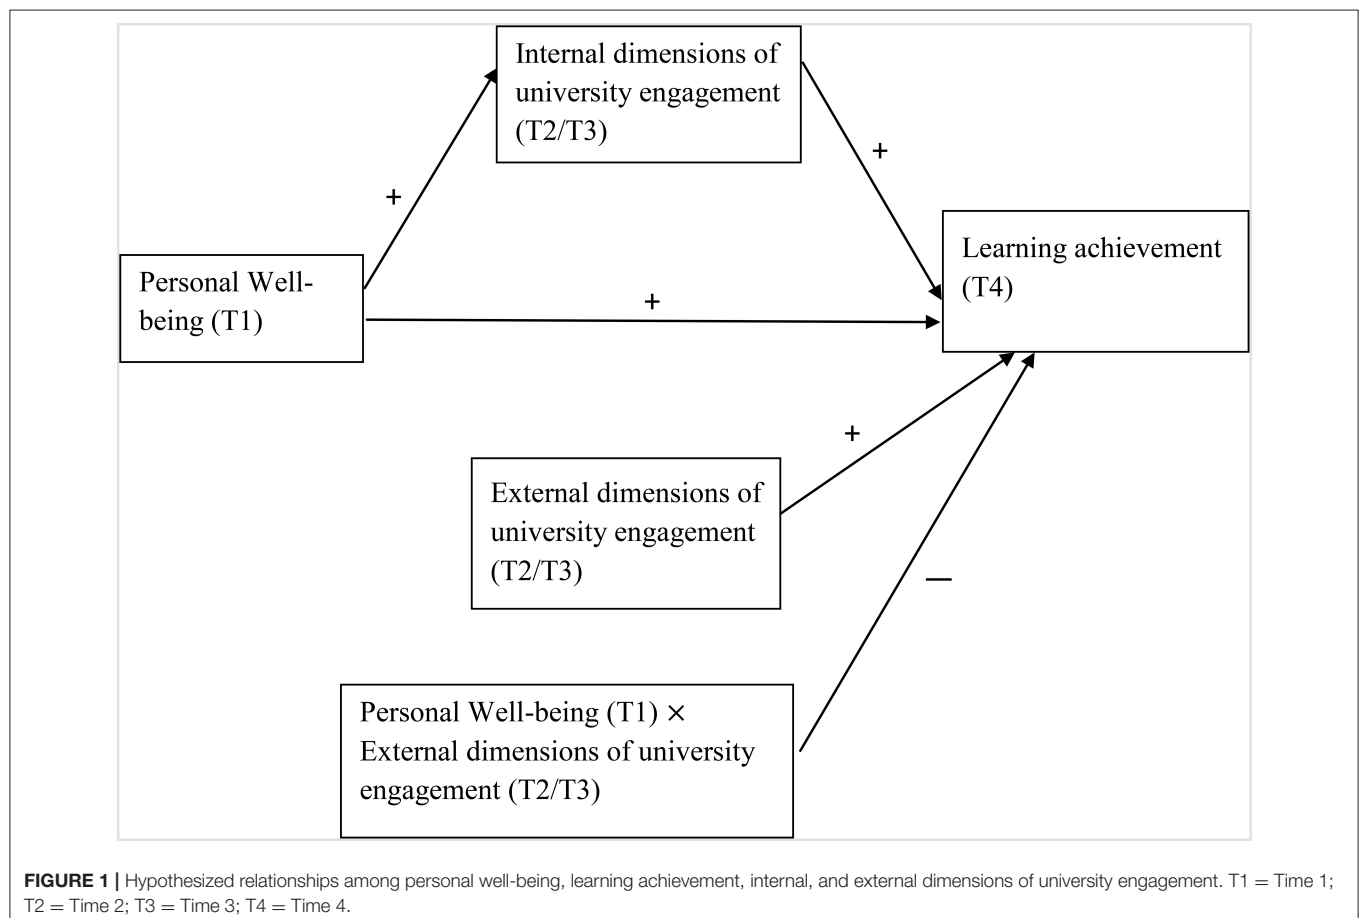 Internal dimensions of
university engagement
(T2/T3)
+
+
Personal Well-
being (T1)
+
Learning achievement
(T4)
External dimensions of
university engagement
(T2/T3)
+
—
Personal Well-being (T1) ×
External dimensions of university
engagement (T2/T3)
FIGURE 1 | Hypothesized relationships among personal well-being, learning achievement, internal, and external dimensions of university engagement. T1 = Time 1;
T2 = Time 2; T3 = Time 3; T4 = Time 4.